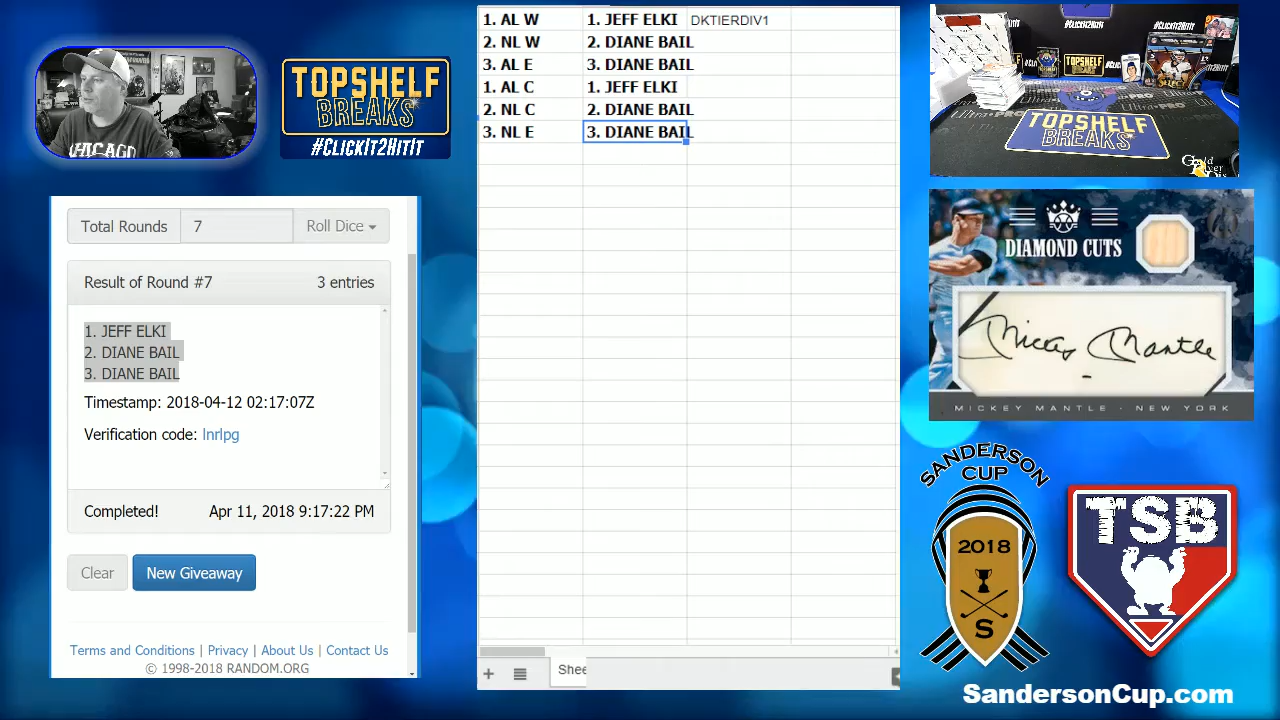 CHICAGO
TOPSHELF
BREAKS
#CLICKIT2HITIT
Total Rounds 7 Roll Dice
Result of Round #7 3 entries
1. JEFF ELKI
2. DIANE BAIL
3. DIANE BAIL
Timestamp: 2018-04-12 02:17:07Z
Verification code: lnrlpg
Completed! Apr 11, 2018 9:17:22 PM
Clear New Giveaway
Terms and Conditions | Privacy | About Us | Contact Us
© 1998-2018 RANDOM.ORG
1. AL W 1. JEFF ELKI DKTIERDIV1
2. NL W 2. DIANE BAIL
3. AL E 3. DIANE BAIL
1. AL C 1. JEFF ELKI
2. NL C 2. DIANE BAIL
3. NL E 3. DIANE BAIL
Shee
TOPSHELF
BREAKS
DIAMOND CUTS
Mickey Mantle
MICKEY MANTLE · NEW YORK
SANDERSON
CUP
2018
S
TSB
SandersonCup.com